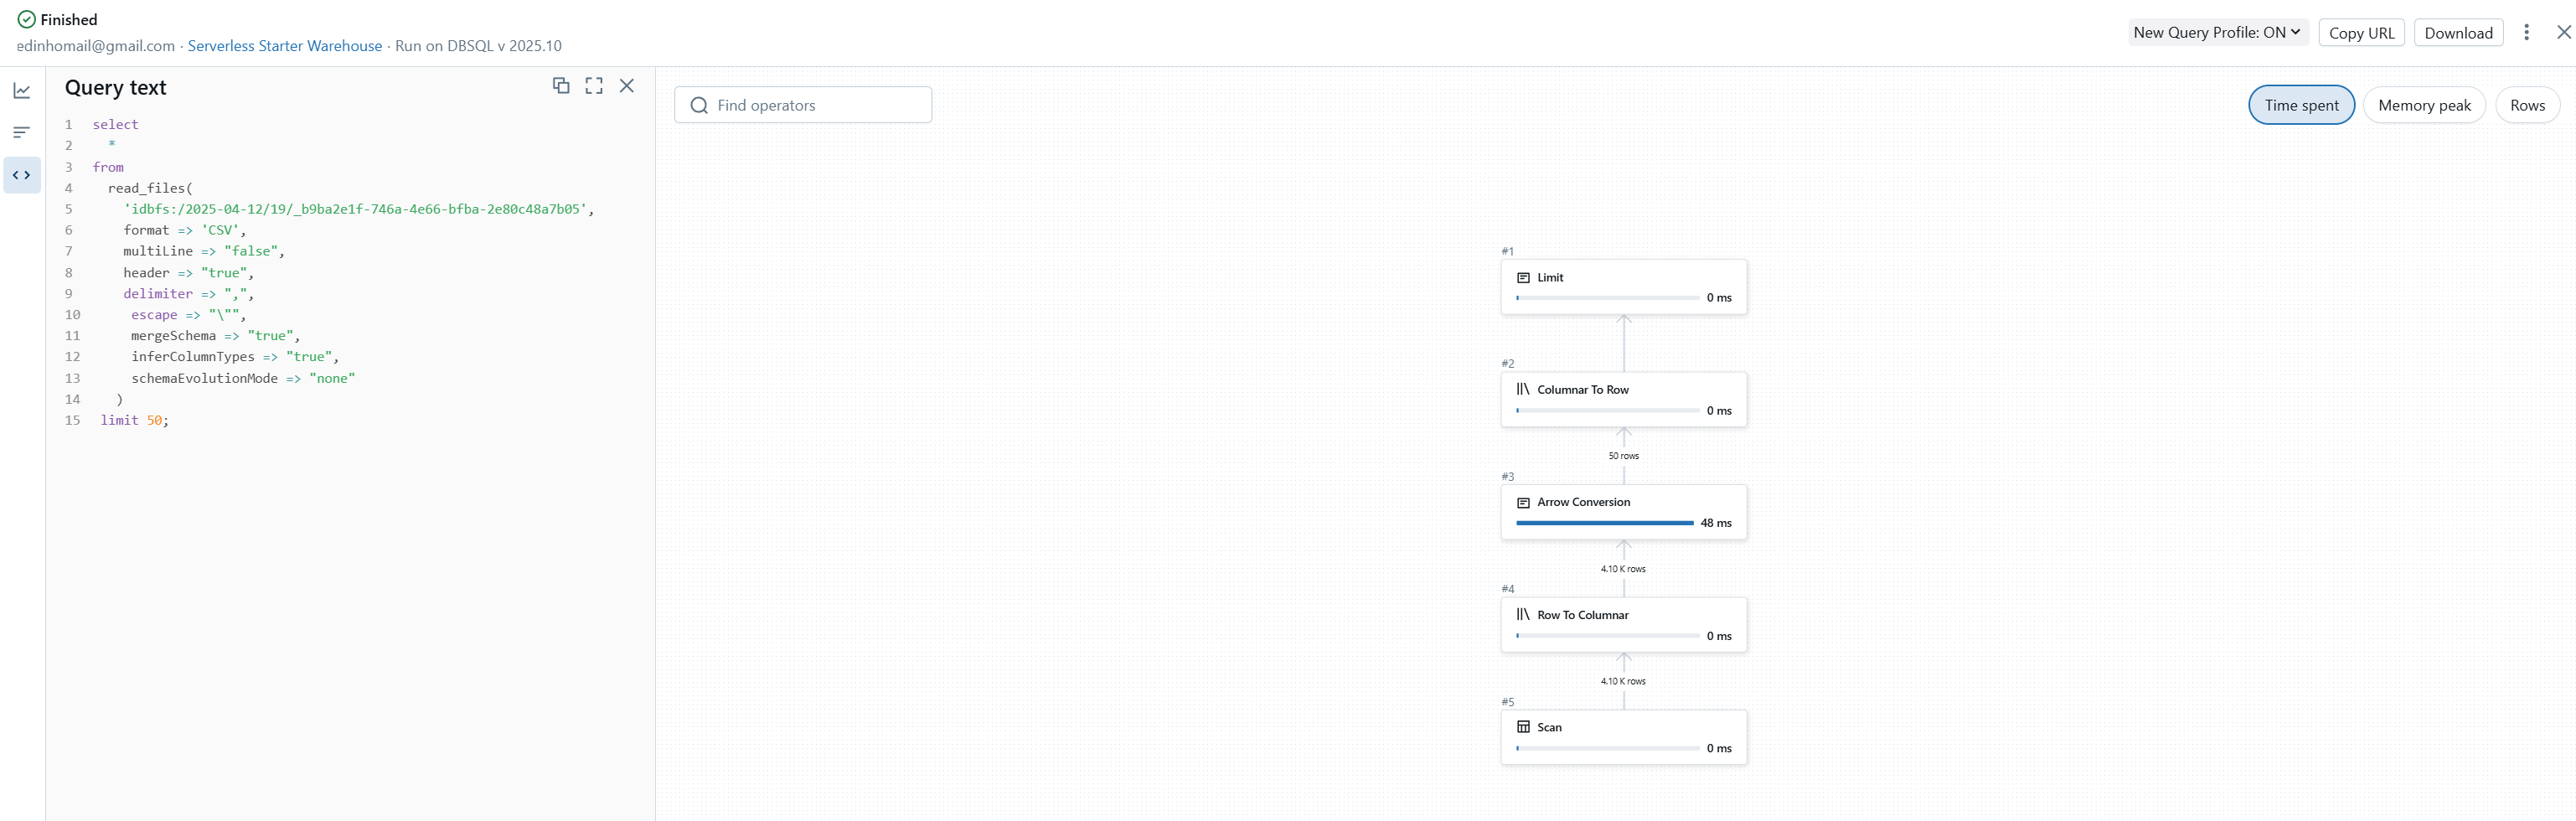 Finished
edinhomail@gmail.com · Serverless Starter Warehouse · Run on DBSQL v 2025.10
New Query Profile: ON
Copy URL
Download
Query text
1 select
2 *
3 from
4 read_files(
5 'idbfs:/2025-04-12/19/_b9ba2e1f-746a-4e66-bfba-2e80c48a7b05',
6 format => 'CSV',
7 multiLine => "false",
8 header => "true",
9 delimiter => ",",
10 escape => "\"",
11 mergeSchema => "true",
12 inferColumnTypes => "true",
13 schemaEvolutionMode => "none"
14 )
15 limit 50;
Find operators
Time spent
Memory peak
Rows
#1
Limit
0 ms
#2
Columnar To Row
0 ms
50 rows
#3
Arrow Conversion
48 ms
4.10 K rows
#4
Row To Columnar
0 ms
4.10 K rows
#5
Scan
0 ms